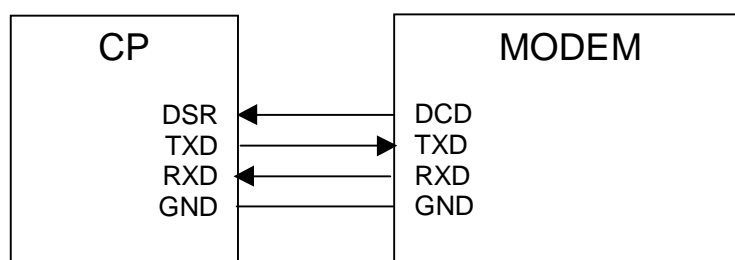 CP MODEM
DSR DCD
TXD TXD
RXD RXD
GND GND